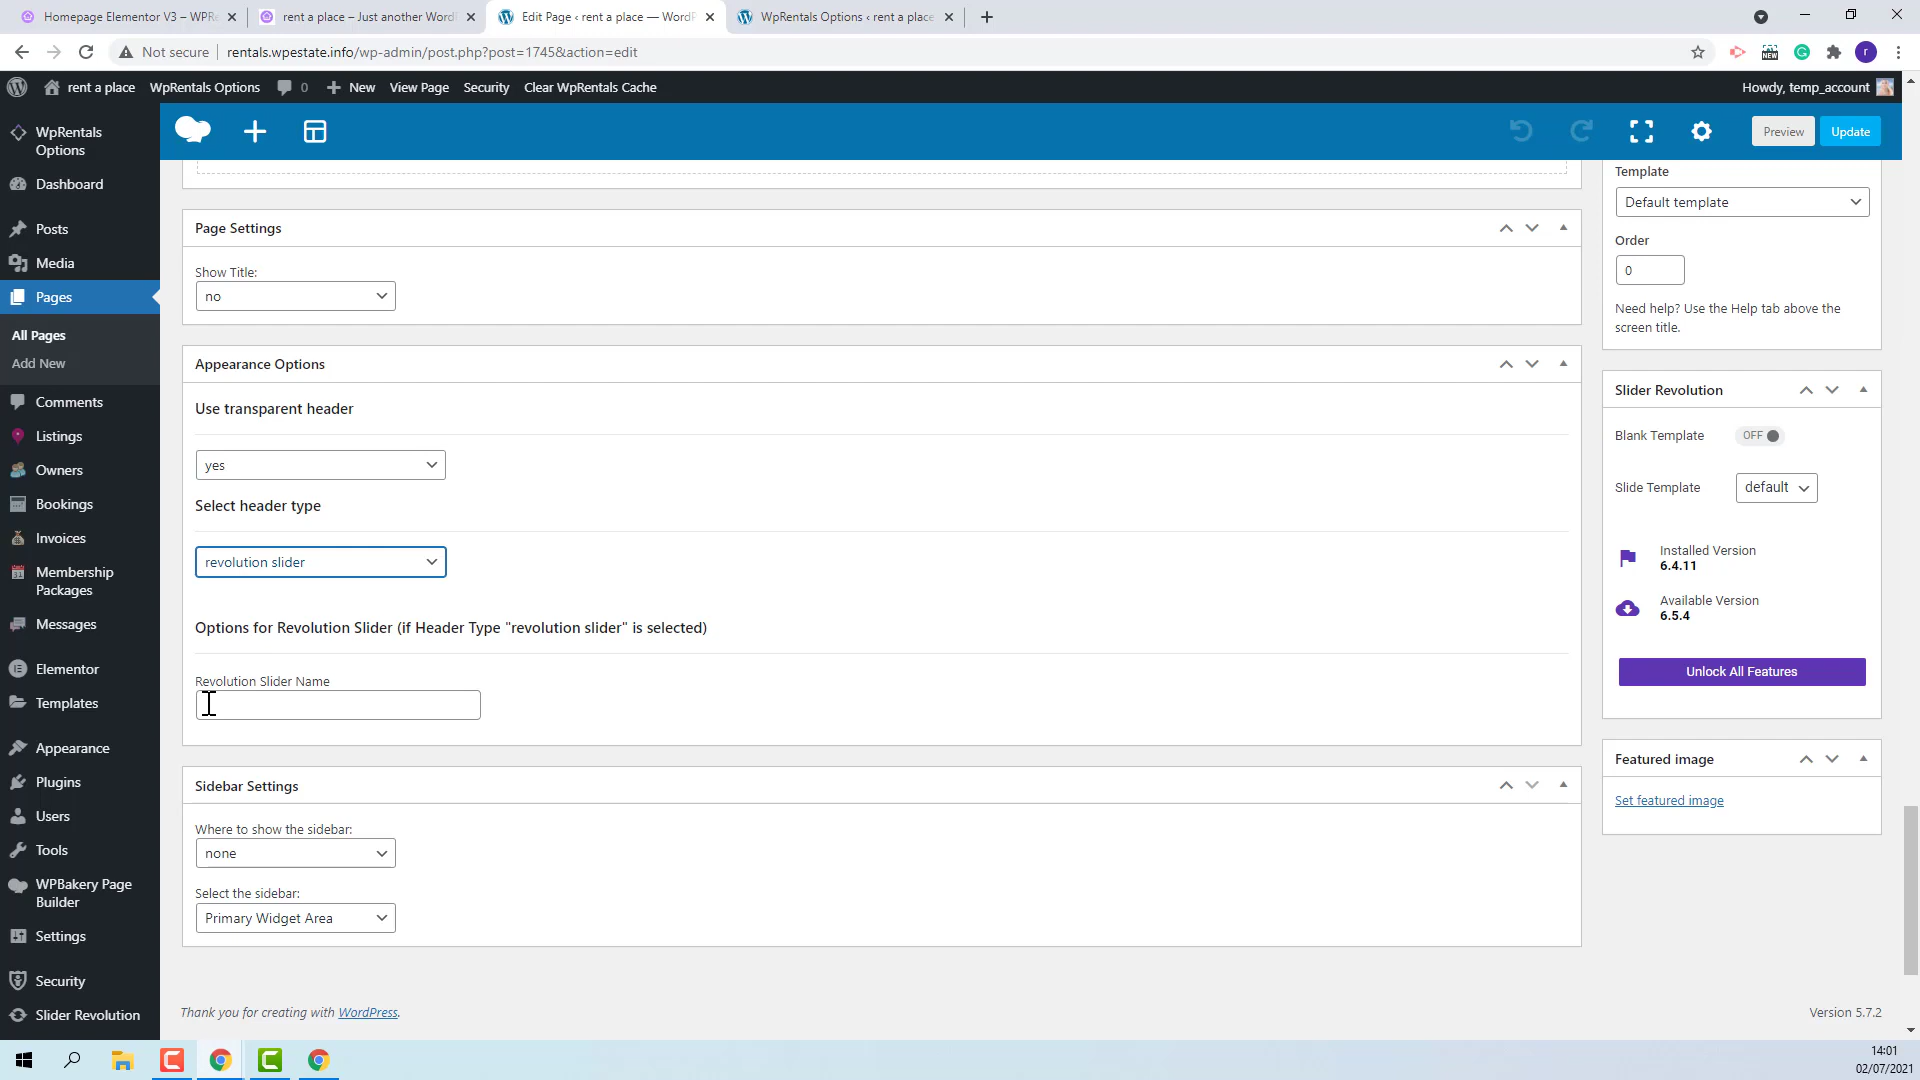 Homepage Elementor V3 – WPRe
rent a place – Just another Word
Edit Page ‹ rent a place — WordP
WpRentals Options ‹ rent a place
Not secure
rentals.wpestate.info/wp-admin/post.php?post=1745&action=edit
NEW
r
rent a place
WpRentals Options
0
New
View Page
Security
Clear WpRentals Cache
Howdy, temp_account
Preview
Update
WpRentals
Options
Dashboard
Posts
Media
Pages
All Pages
Add New
Comments
Listings
Owners
Bookings
Invoices
Membership
Packages
Messages
Elementor
Templates
Appearance
Plugins
Users
Tools
WPBakery Page
Builder
Settings
Security
Slider Revolution
Page Settings
Show Title:
no
Appearance Options
Use transparent header
yes
Select header type
revolution slider
Options for Revolution Slider (if Header Type "revolution slider" is selected)
Revolution Slider Name
Sidebar Settings
Where to show the sidebar:
none
Select the sidebar:
Primary Widget Area
Template
Default template
Order
0
Need help? Use the Help tab above the
screen title.
Slider Revolution
Blank Template
OFF
Slide Template
default
Installed Version
6.4.11
Available Version
6.5.4
Unlock All Features
Featured image
Set featured image
Thank you for creating with WordPress.
Version 5.7.2
14:01
02/07/2021